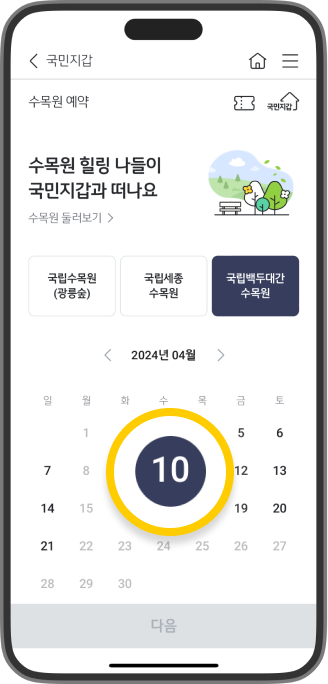 국민지갑
수목원 예약
국민지갑
수목원 힐링 나들이
국민지갑과 떠나요
수목원 둘러보기 >
국립수목원
(광릉숲)
국립세종
수목원
국립백두대간
수목원
< 2024년 04월 >
일 월 화 수 목 금 토
1 5 6
7 8 10 12 13
14 15 19 20
21 22 23 24 25 26 27
28 29 30
다음